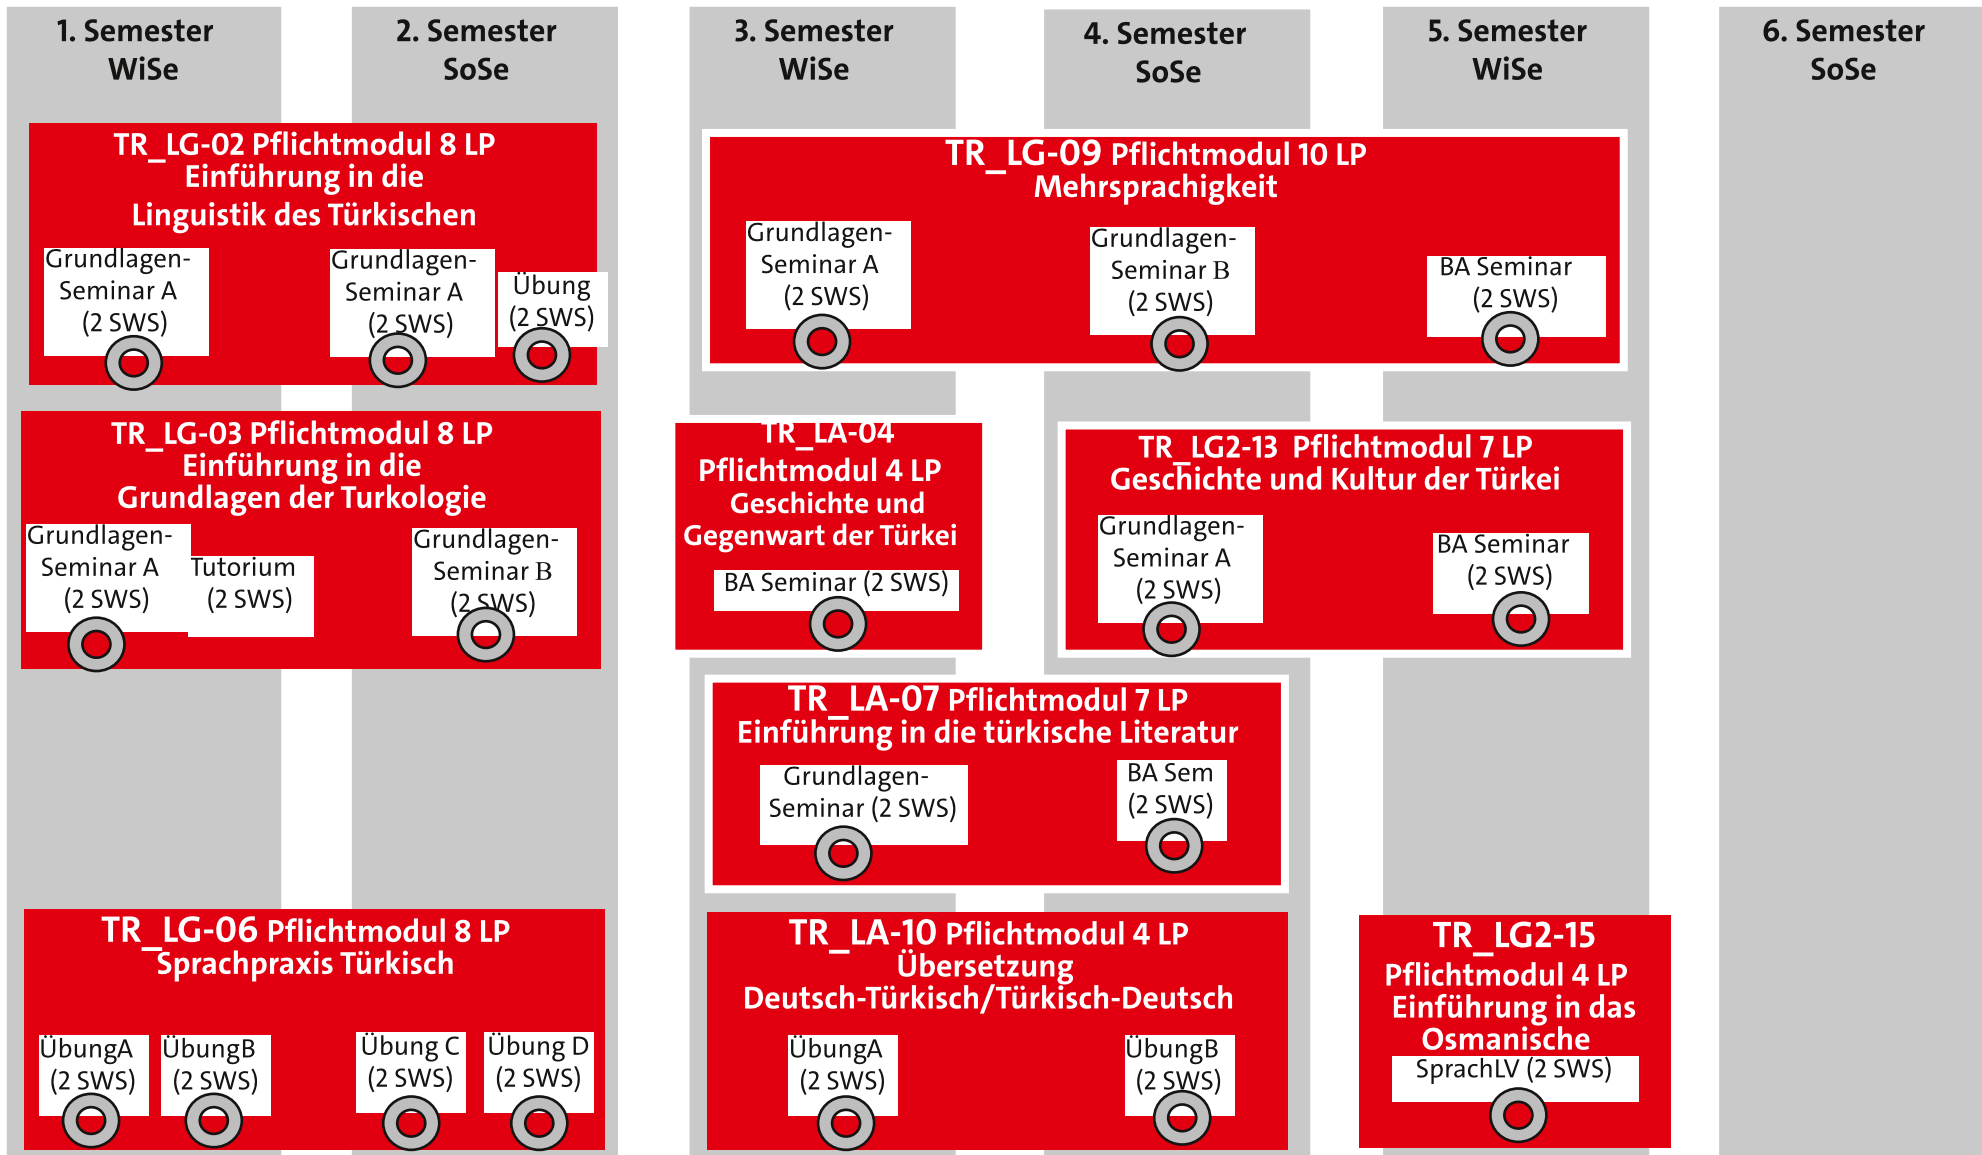 1. Semester
WiSe
2. Semester
SoSe
3. Semester
WiSe
4. Semester
SoSe
5. Semester
WiSe
6. Semester
SoSe
TR_LG-02 Pflichtmodul 8 LP
Einführung in die
Linguistik des Türkischen
Grundlagen-
Seminar A
(2 SWS)
Grundlagen-
Seminar A
(2 SWS)
Übung
(2 SWS)
TR_LG-09 Pflichtmodul 10 LP
Mehrsprachigkeit
Grundlagen-
Seminar A
(2 SWS)
Grundlagen-
Seminar B
(2 SWS)
BA Seminar
(2 SWS)
TR_LG-03 Pflichtmodul 8 LP
Einführung in die
Grundlagen der Turkologie
Grundlagen-
Seminar A
(2 SWS)
Tutorium
(2 SWS)
Grundlagen-
Seminar B
(2 SWS)
TR_LA-04
Pflichtmodul 4 LP
Geschichte und
Gegenwart der Türkei
BA Seminar (2 SWS)
TR_LG2-13 Pflichtmodul 7 LP
Geschichte und Kultur der Türkei
Grundlagen-
Seminar A
(2 SWS)
BA Seminar
(2 SWS)
TR_LA-07 Pflichtmodul 7 LP
Einführung in die türkische Literatur
Grundlagen-
Seminar (2 SWS)
BA Sem
(2 SWS)
TR_LG-06 Pflichtmodul 8 LP
Sprachpraxis Türkisch
ÜbungA
(2 SWS)
ÜbungB
(2 SWS)
Übung C
(2 SWS)
Übung D
(2 SWS)
TR_LA-10 Pflichtmodul 4 LP
Übersetzung
Deutsch-Türkisch/Türkisch-Deutsch
ÜbungA
(2 SWS)
ÜbungB
(2 SWS)
TR_LG2-15
Pflichtmodul 4 LP
Einführung in das
Osmanische
SprachLV (2 SWS)